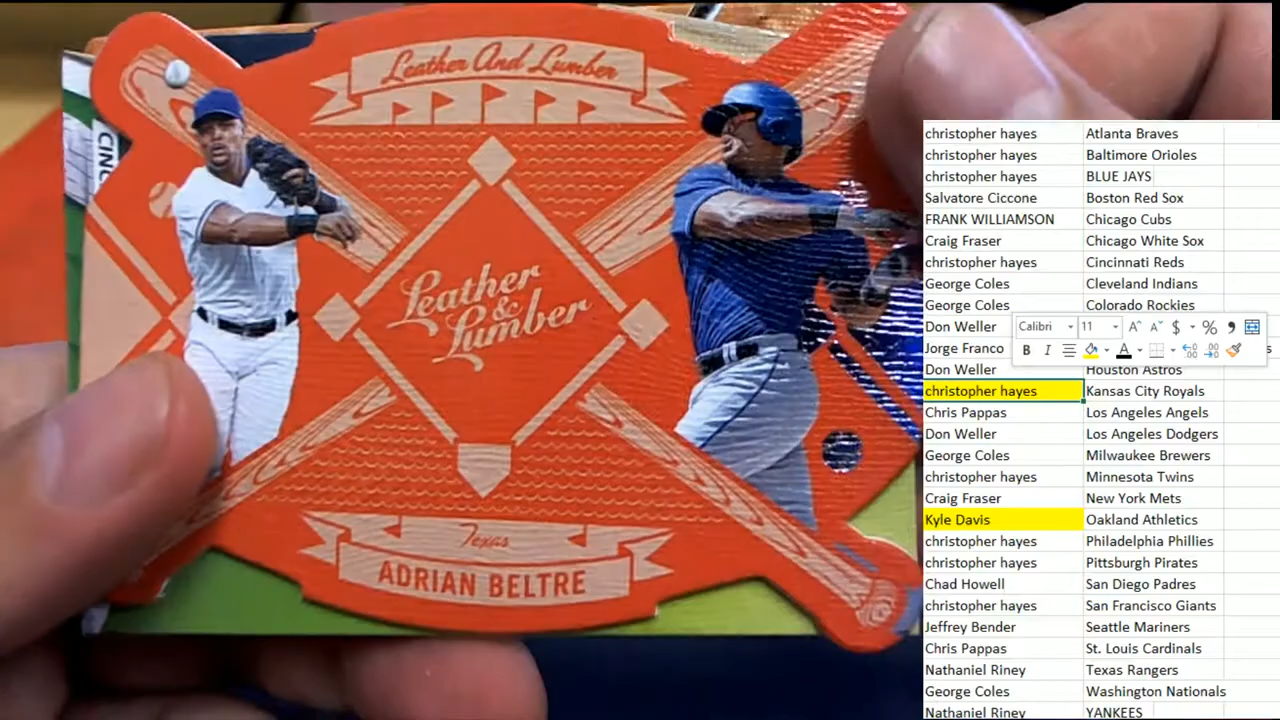 Leather And Lumber
CINC
Leather
&
Lumber
Texas
ADRIAN BELTRE
christopher hayes Atlanta Braves
christopher hayes Baltimore Orioles
christopher hayes BLUE JAYS
Salvatore Ciccone Boston Red Sox
FRANK WILLIAMSON Chicago Cubs
Craig Fraser Chicago White Sox
christopher hayes Cincinnati Reds
George Coles Cleveland Indians
George Coles Colorado Rockies
Don Weller
Calibri 11 A A $ % 9
Jorge Franco
B I A
Don Weller Houston Astros
christopher hayes Kansas City Royals
Chris Pappas Los Angeles Angels
Don Weller Los Angeles Dodgers
George Coles Milwaukee Brewers
christopher hayes Minnesota Twins
Craig Fraser New York Mets
Kyle Davis Oakland Athletics
christopher hayes Philadelphia Phillies
christopher hayes Pittsburgh Pirates
Chad Howell San Diego Padres
christopher hayes San Francisco Giants
Jeffrey Bender Seattle Mariners
Chris Pappas St. Louis Cardinals
Nathaniel Riney Texas Rangers
George Coles Washington Nationals
Nathaniel Riney YANKEES